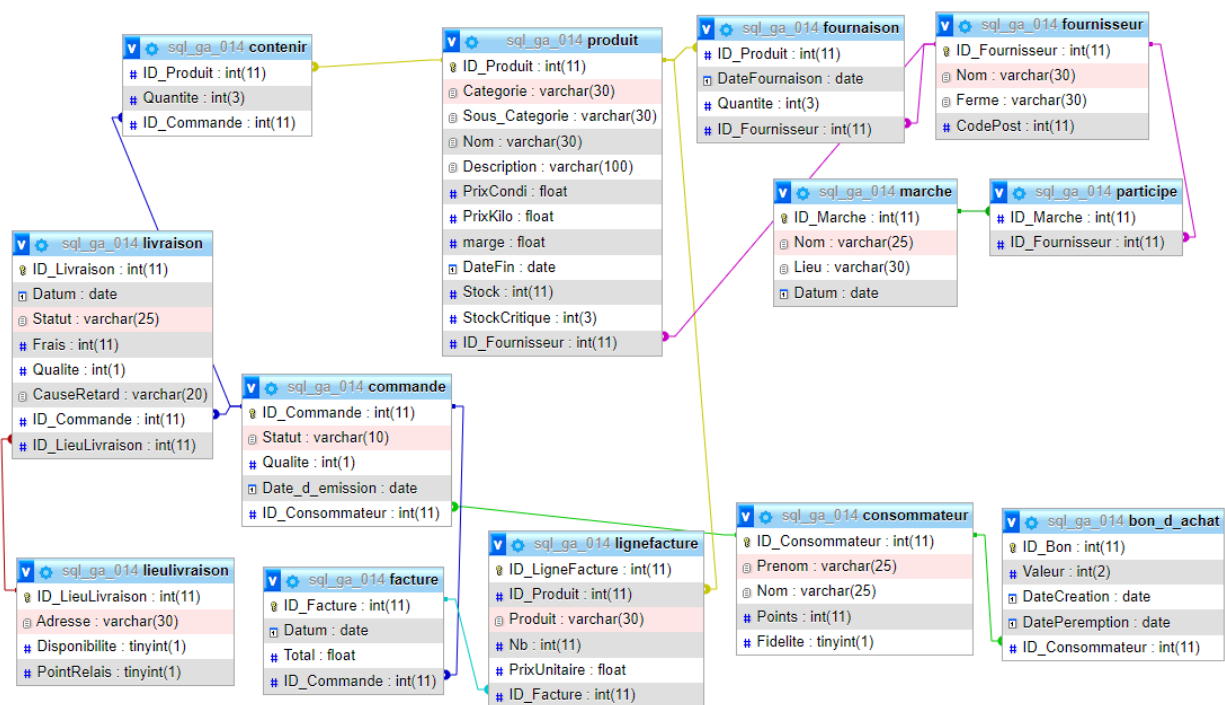 sql_ga_014 contenir
ID_Produit : int(11)
Quantite : int(3)
ID_Commande : int(11)
sql_ga_014 produit
ID_Produit : int(11)
Categorie : varchar(30)
Sous_Categorie : varchar(30)
Nom : varchar(30)
Description : varchar(100)
PrixCondi : float
PrixKilo : float
marge : float
DateFin : date
Stock : int(11)
StockCritique : int(3)
ID_Fournisseur : int(11)
sql_ga_014 fournaison
ID_Produit : int(11)
DateFournaison : date
Quantite : int(3)
ID_Fournisseur : int(11)
sql_ga_014 fournisseur
ID_Fournisseur : int(11)
Nom : varchar(30)
Ferme : varchar(30)
CodePost : int(11)
sql_ga_014 marche
ID_Marche : int(11)
Nom : varchar(25)
Lieu : varchar(30)
Datum : date
sql_ga_014 participe
ID_Marche : int(11)
ID_Fournisseur : int(11)
sql_ga_014 livraison
ID_Livraison : int(11)
Datum : date
Statut : varchar(25)
Frais : int(11)
Qualite : int(1)
CauseRetard : varchar(20)
ID_Commande : int(11)
ID_LieuLivraison : int(11)
sql_ga_014 commande
ID_Commande : int(11)
Statut : varchar(10)
Qualite : int(1)
Date_d_emission : date
ID_Consommateur : int(11)
sql_ga_014 lieulivraison
ID_LieuLivraison : int(11)
Adresse : varchar(30)
Disponibilite : tinyint(1)
PointRelais : tinyint(1)
sql_ga_014 facture
ID_Facture : int(11)
Datum : date
Total : float
ID_Commande : int(11)
sql_ga_014 lignefacture
ID_LigneFacture : int(11)
ID_Produit : int(11)
Produit : varchar(30)
Nb : int(11)
PrixUnitaire : float
ID_Facture : int(11)
sql_ga_014 consommateur
ID_Consommateur : int(11)
Prenom : varchar(25)
Nom : varchar(25)
Points : int(11)
Fidelite : tinyint(1)
sql_ga_014 bon_d_achat
ID_Bon : int(11)
Valeur : int(2)
DateCreation : date
DatePeremption : date
ID_Consommateur : int(11)